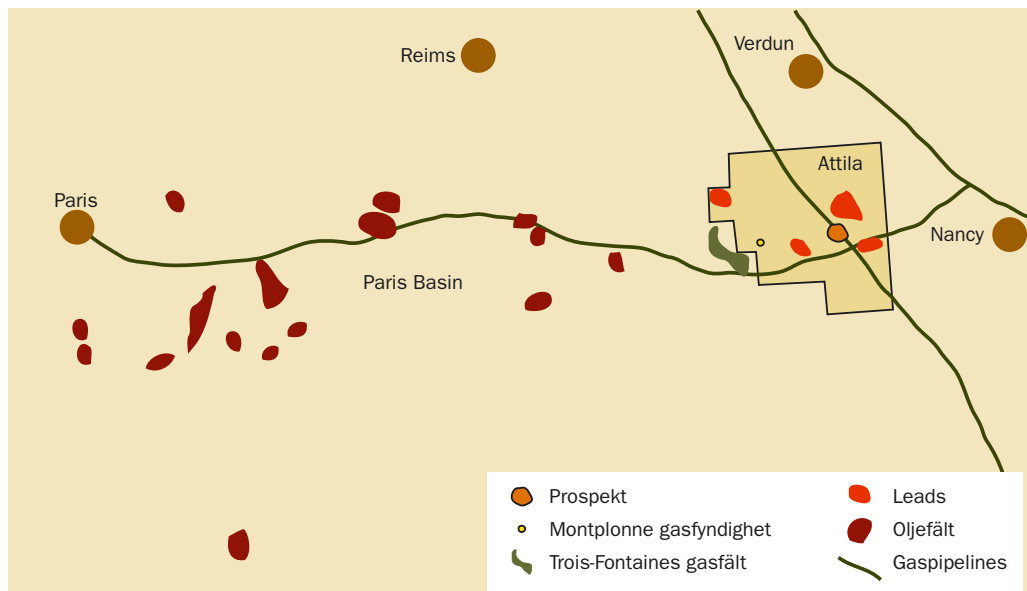 Verdun
Reims
Attila
Paris
Nancy
Paris Basin
Prospekt
Montplonne gasfyndighet
Trois-Fontaines gasfält
Leads
Oljefält
Gaspipelines